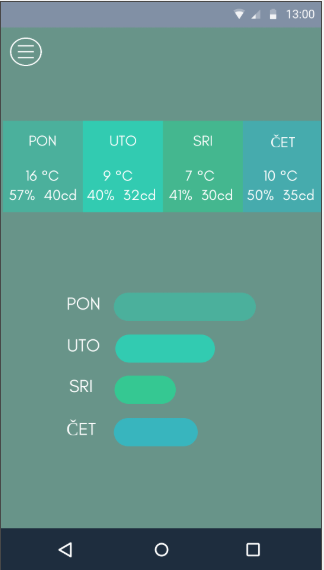 13:00
PON UTO SRI ČET
16 °C 9 °C 7 °C 10 °C
57% 40cd 40% 32cd 41% 30cd 50% 35cd
PON
UTO
SRI
ČET